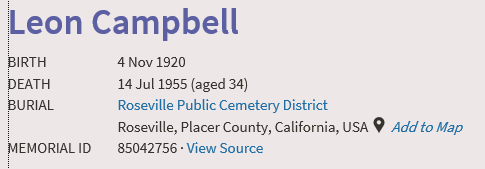 Leon Campbell
BIRTH 4 Nov 1920
DEATH 14 Jul 1955 (aged 34)
BURIAL Roseville Public Cemetery District
Roseville, Placer County, California, USA Add to Map
MEMORIAL ID 85042756 · View Source